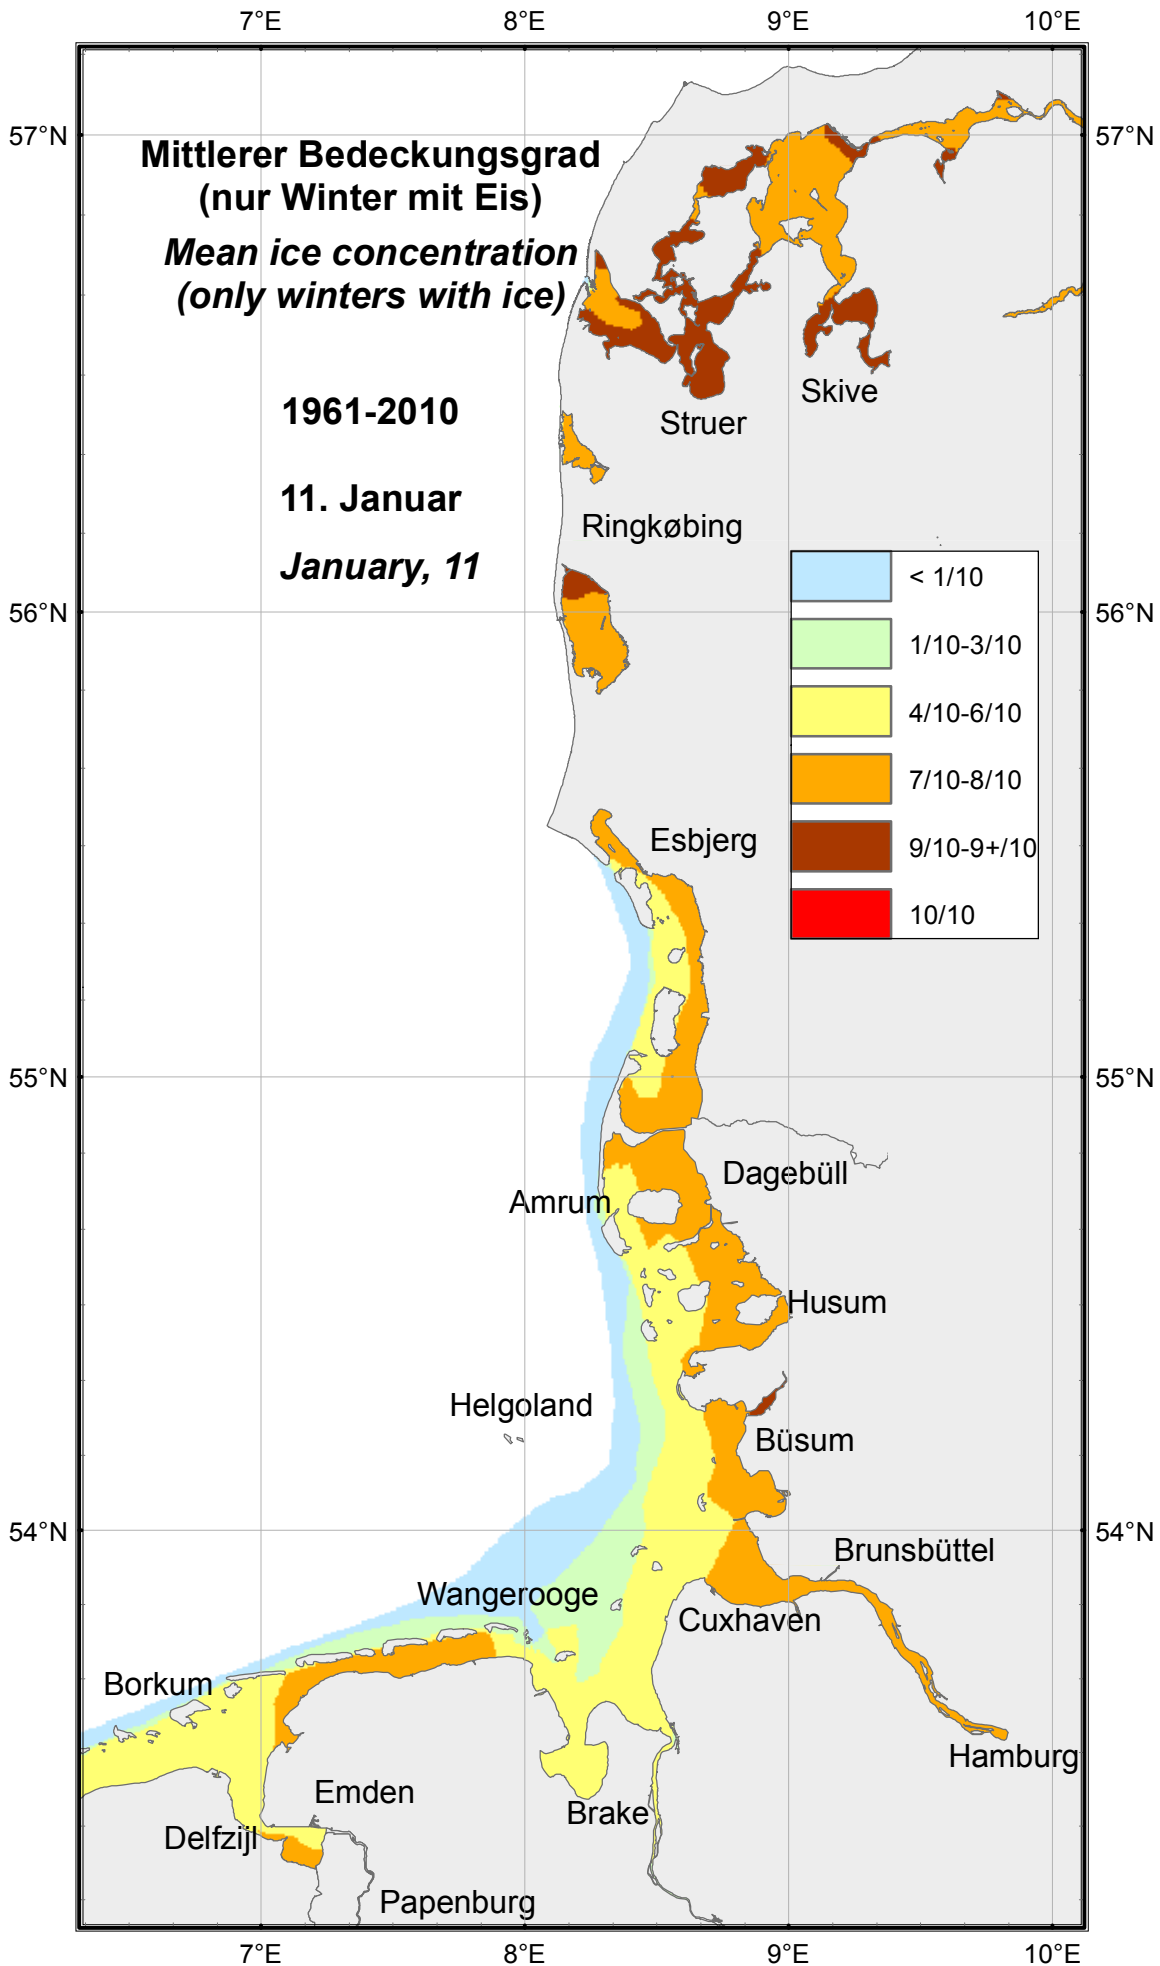 7°E 8°E 9°E 10°E
57°N 57°N
Mittlerer Bedeckungsgrad
(nur Winter mit Eis)
Mean ice concentration
(only winters with ice)
Skive
1961-2010
Struer
11. Januar
Ringkøbing
January, 11
< 1/10
56°N 56°N
1/10-3/10
4/10-6/10
7/10-8/10
Esbjerg
9/10-9+/10
10/10
55°N 55°N
Dagebüll
Amrum
Husum
Helgoland
Büsum
54°N 54°N
Brunsbüttel
Wangerooge
Cuxhaven
Borkum
Hamburg
Emden
Brake
Delfzijl
Papenburg
7°E 8°E 9°E 10°E